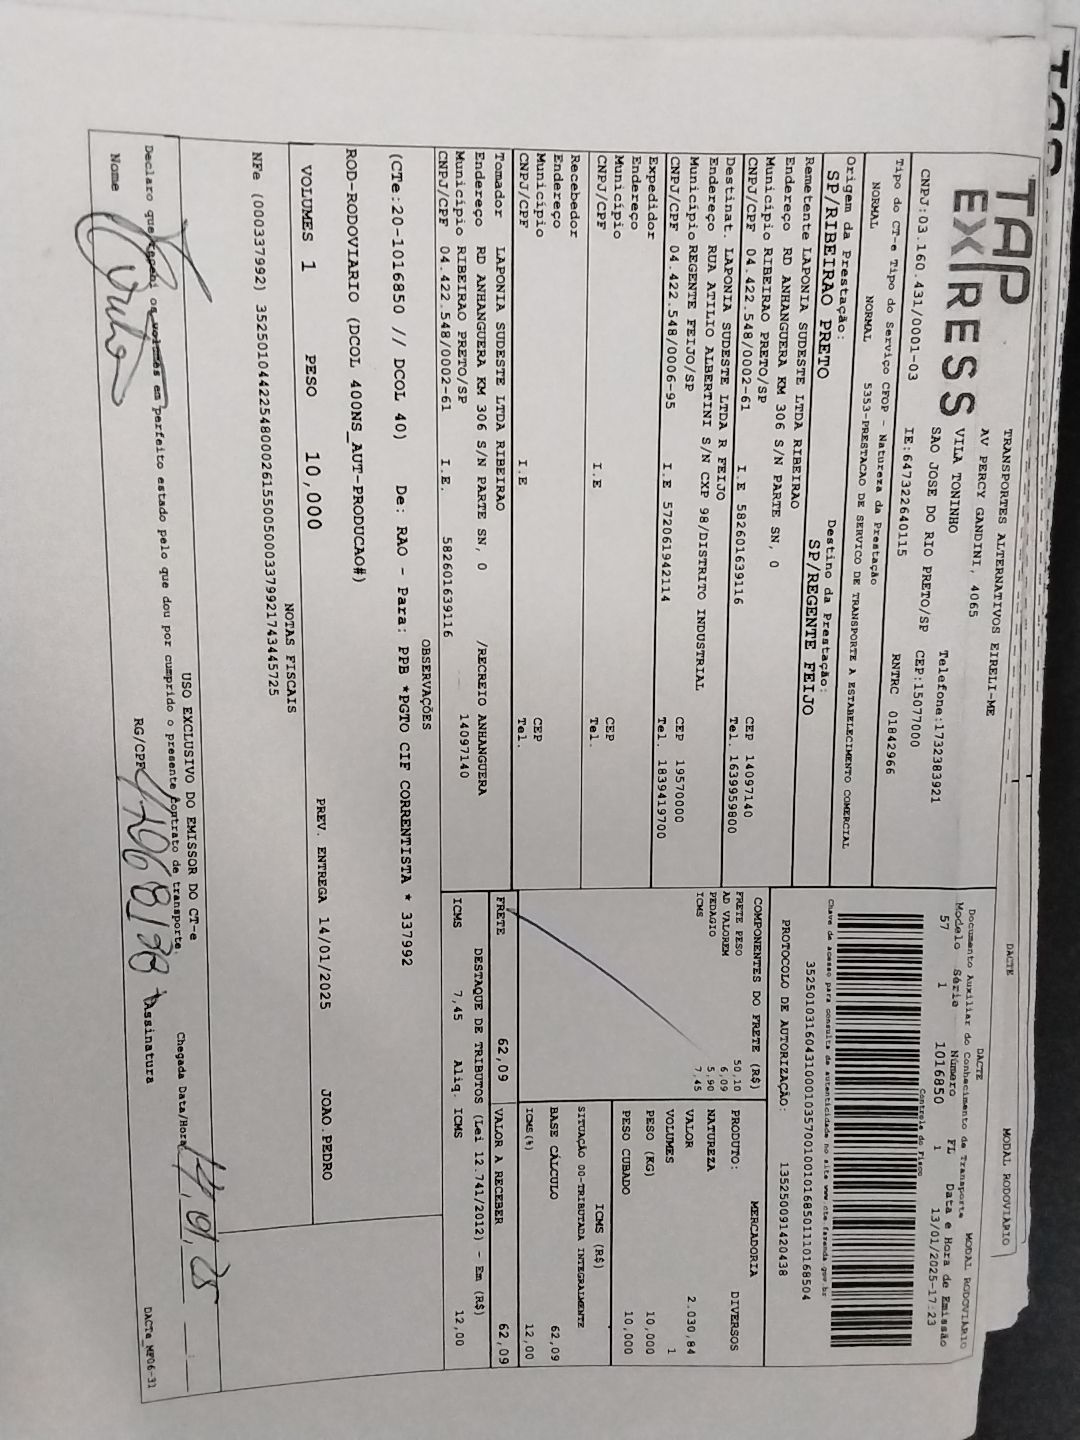 DACTE MODAL RODOVIÁRIO
TAP
EXPRESS
TRANSPORTES ALTERNATIVOS EIRELI-ME
AV PERCY GANDINI, 4065
VILA TONINHO
SAO JOSE DO RIO PRETO/SP CEP:15077000
Telefone:1732383921
CNPJ:03.160.431/0001-03 IE:647322640115 RNTRC 01842966
DACTE MODAL RODOVIÁRIO
Documento Auxiliar do Conhecimento de Transporte
Modelo Série Número FL Data e Hora de Emissão
57 1 1016850 1 13/01/2025-17:23
Controle do Fisco
Tipo do CT-e Tipo do Serviço CFOP - Natureza da Prestação
NORMAL NORMAL 5353-PRESTACAO DE SERVICO DE TRANSPORTE A ESTABELECIMENTO COMERCIAL
Origem da Prestação: Destino da Prestação:
SP/RIBEIRAO PRETO SP/REGENTE FEIJO
Chave de acesso para consulta de autenticidade no site www.cte.fazenda.gov.br
35250103160431000103570010010168501110168504
PROTOCOLO DE AUTORIZAÇÃO: 135250091420438
Remetente LAPONIA SUDESTE LTDA RIBEIRAO
Endereço RD ANHANGUERA KM 306 S/N PARTE SN, 0
Município RIBEIRAO PRETO/SP CEP 14097140
CNPJ/CPF 04.422.548/0002-61 I.E 582601639116 Tel. 1639959800
Destinat. LAPONIA SUDESTE LTDA R FEIJO
Endereço RUA ATILIO ALBERTINI S/N CXP 98/DISTRITO INDUSTRIAL
Município REGENTE FEIJO/SP CEP 19570000
CNPJ/CPF 04.422.548/0006-95 I.E 572061942114 Tel. 1839419700
Expedidor
Endereço
Município CEP
CNPJ/CPF I.E Tel.
Recebedor
Endereço
Município CEP
CNPJ/CPF I.E Tel.
Tomador LAPONIA SUDESTE LTDA RIBEIRAO
Endereço RD ANHANGUERA KM 306 S/N PARTE SN, 0 /RECREIO ANHANGUERA
Município RIBEIRAO PRETO/SP 14097140
CNPJ/CPF 04.422.548/0002-61 I.E. 582601639116
COMPONENTES DO FRETE (R$)
FRETE PESO 50,10
AD VALOREM 6,09
PEDAGIO 5,90
ICMS 7,45
MERCADORIA
PRODUTO: DIVERSOS
NATUREZA
VALOR 2.030,84
VOLUMES 1
PESO (KG) 10,000
PESO CUBADO 10,000
ICMS (R$)
SITUAÇÃO 00-TRIBUTADA INTEGRALMENTE
BASE CÁLCULO 62,09
ICMS(%) 12,00
FRETE 62,09 VALOR A RECEBER 62,09
DESTAQUE DE TRIBUTOS (Lei 12.741/2012) - Em (R$)
ICMS 7,45 Aliq. ICMS 12,00
OBSERVAÇÕES
(CTe:20-1016850 // DCOL 40) De: RAO - Para: PPB *PGTO CIF CORRENTISTA * 337992
ROD-RODOVIARIO (DCOL 400NS_AUT-PRODUCAO#)
VOLUMES 1 PESO 10,000 PREV. ENTREGA 14/01/2025 JOAO.PEDRO
NOTAS FISCAIS
NFe (000337992) 35250104422548000261550050003379921743445725
USO EXCLUSIVO DO EMISSOR DO CT-e
Declaro que recebi os volumes em perfeito estado pelo que dou por cumprido o presente contrato de transporte.
Chegada Data/Hora 14, 01, 25
Nome RG/CPF Assinatura
DACTe_MF06-31